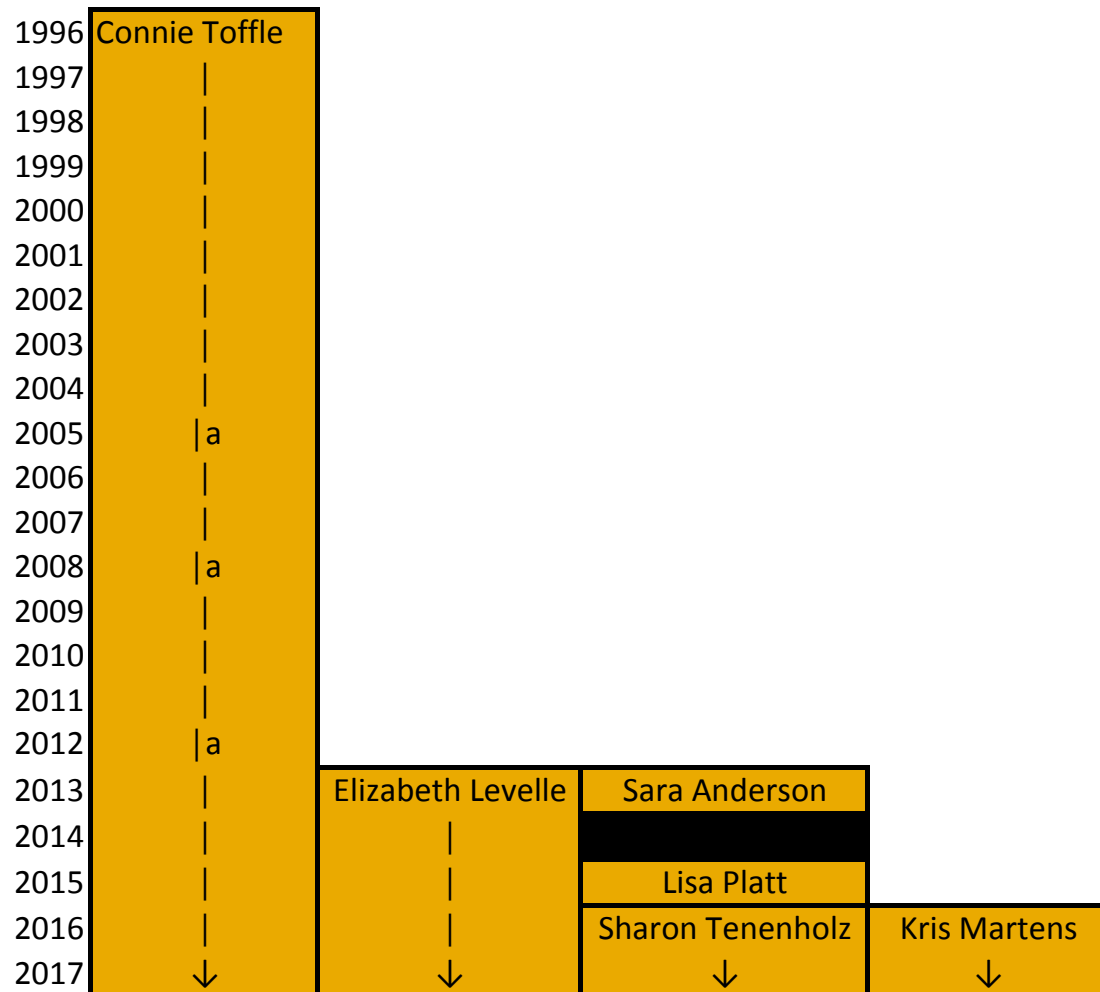 1996 Connie Toffle
1997 |
1998 |
1999 |
2000 |
2001 |
2002 |
2003 |
2004 |
2005 |a
2006 |
2007 |
2008 |a
2009 |
2010 |
2011 |
2012 |a
2013 | Elizabeth Levelle Sara Anderson
2014 | |
2015 | | Lisa Platt
2016 | | Sharon Tenenholz Kris Martens
2017 ↓ ↓ ↓ ↓